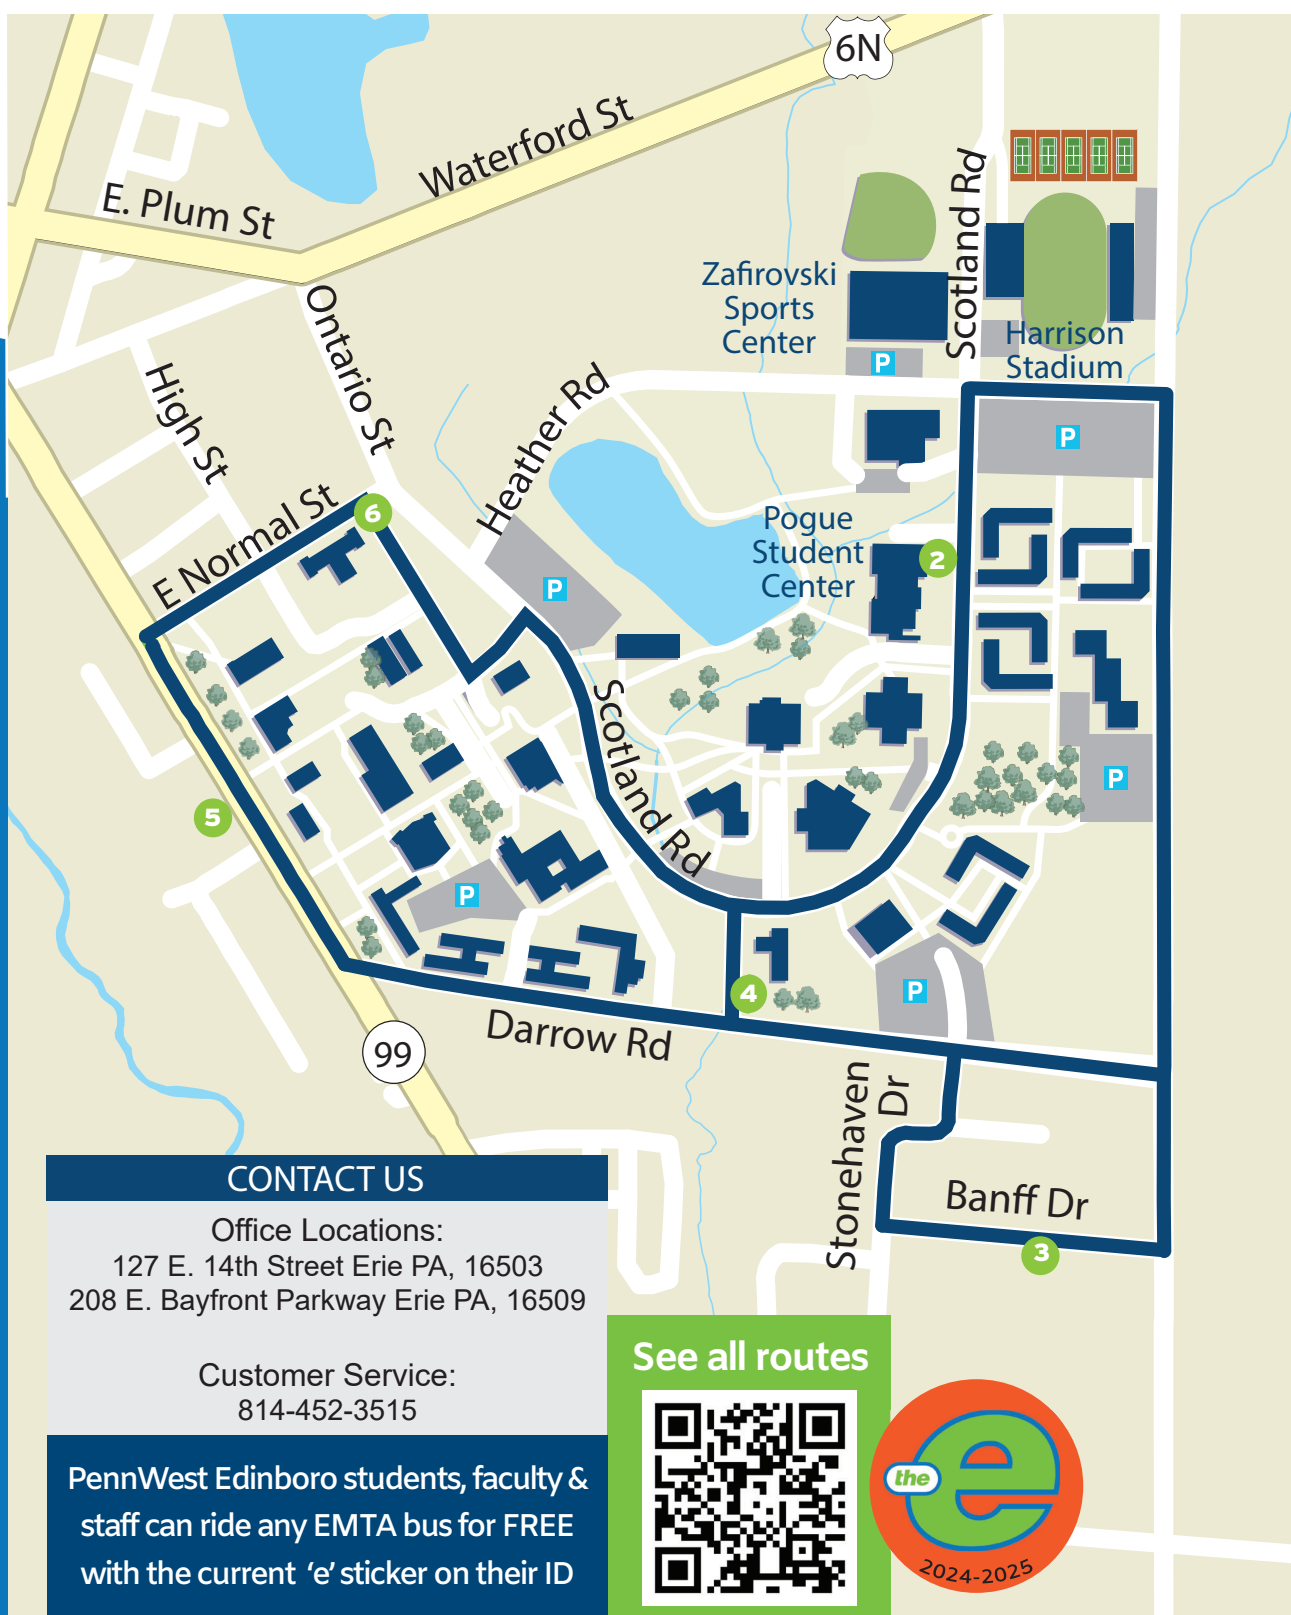 6N
Waterford St
E. Plum St
Scotland Rd
Zafirovski
Sports
Center
Harrison
Stadium
P
Ontario St
High St
Heather Rd
P
E Normal St
6
Pogue
Student
Center
2
P
Scotland Rd
P
5
P
4
P
Darrow Rd
99
Stonehaven
Dr
Banff Dr
3
CONTACT US
Office Locations:
127 E. 14th Street Erie PA, 16503
208 E. Bayfront Parkway Erie PA, 16509
Customer Service:
814-452-3515
PennWest Edinboro students, faculty &
staff can ride any EMTA bus for FREE
with the current 'e' sticker on their ID
See all routes
the
e
2024-2025